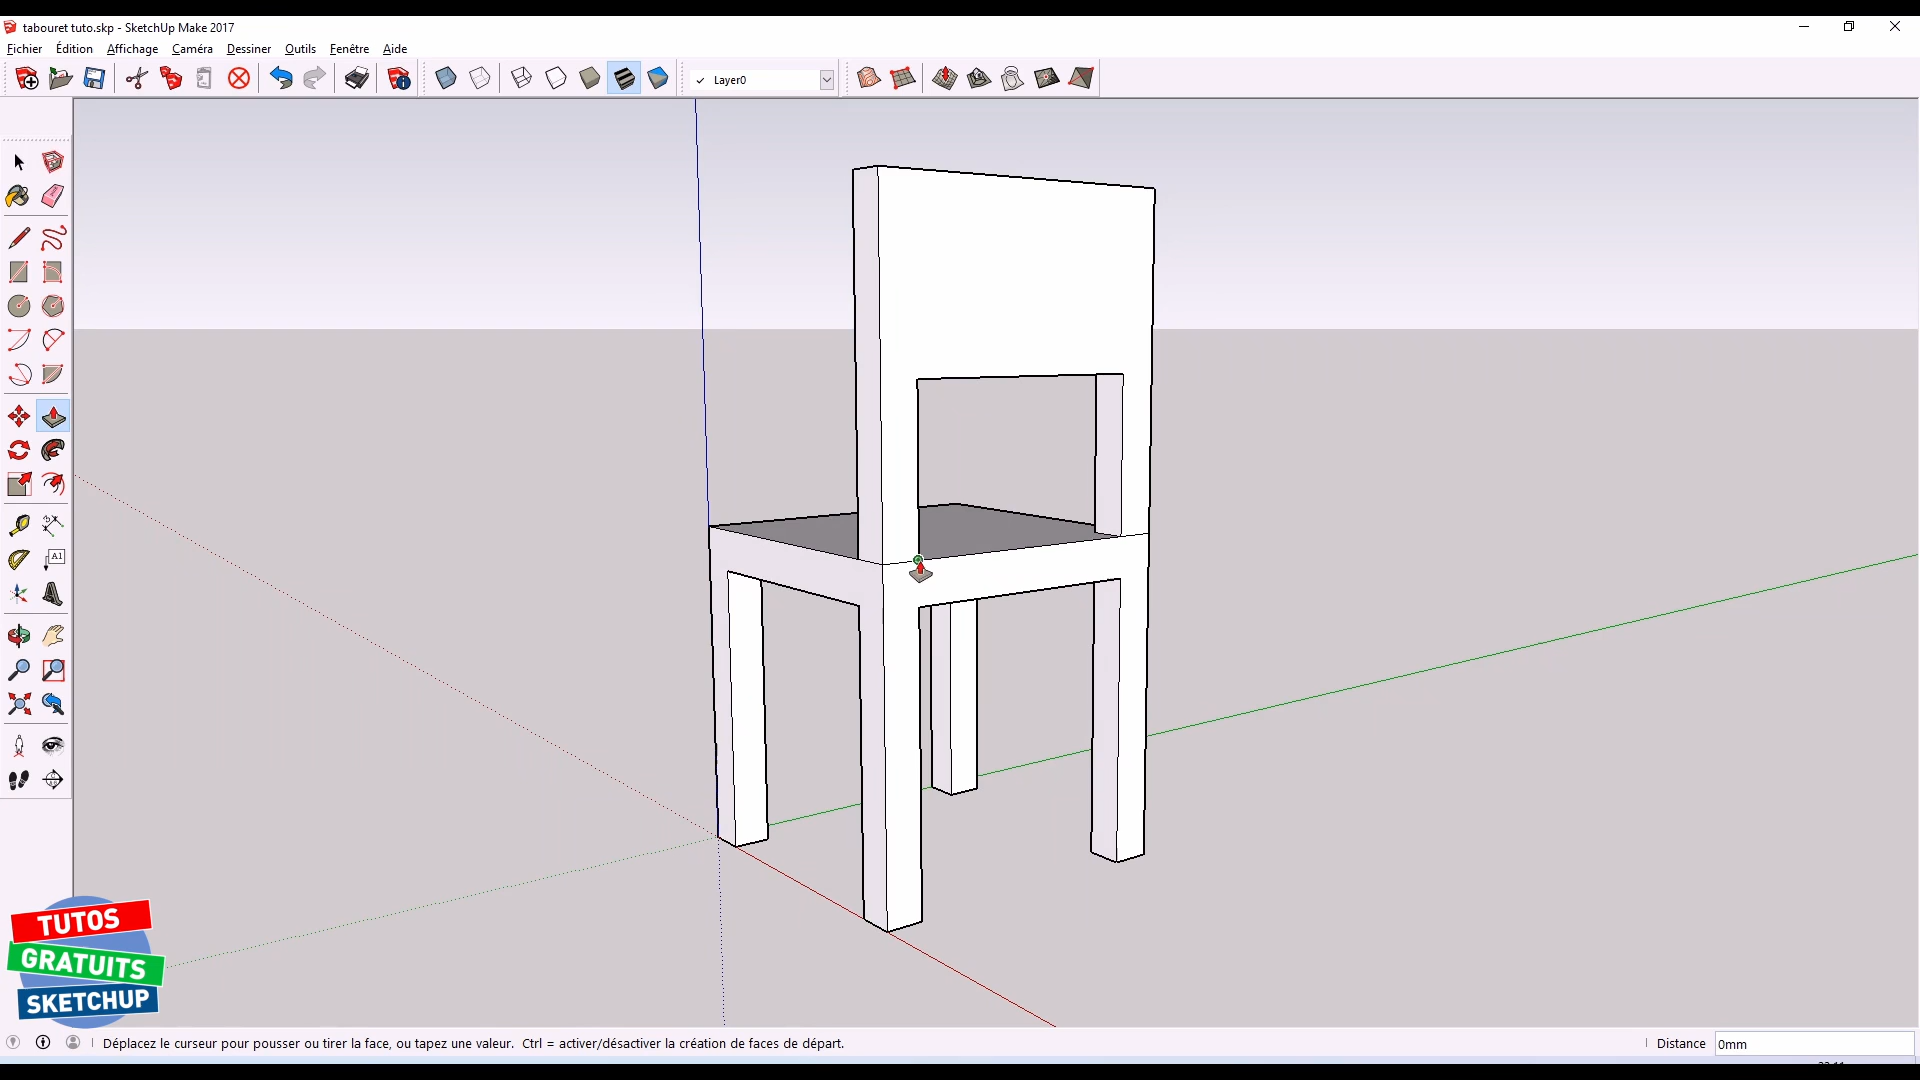 tabouret tuto.skp - SketchUp Make 2017
Fichier Édition Affichage Caméra Dessiner Outils Fenêtre Aide
Layer0
A1
TUTOS
GRATUITS
SKETCHUP
Déplacez le curseur pour pousser ou tirer la face, ou tapez une valeur. Ctrl = activer/désactiver la création de faces de départ.
Distance 0mm